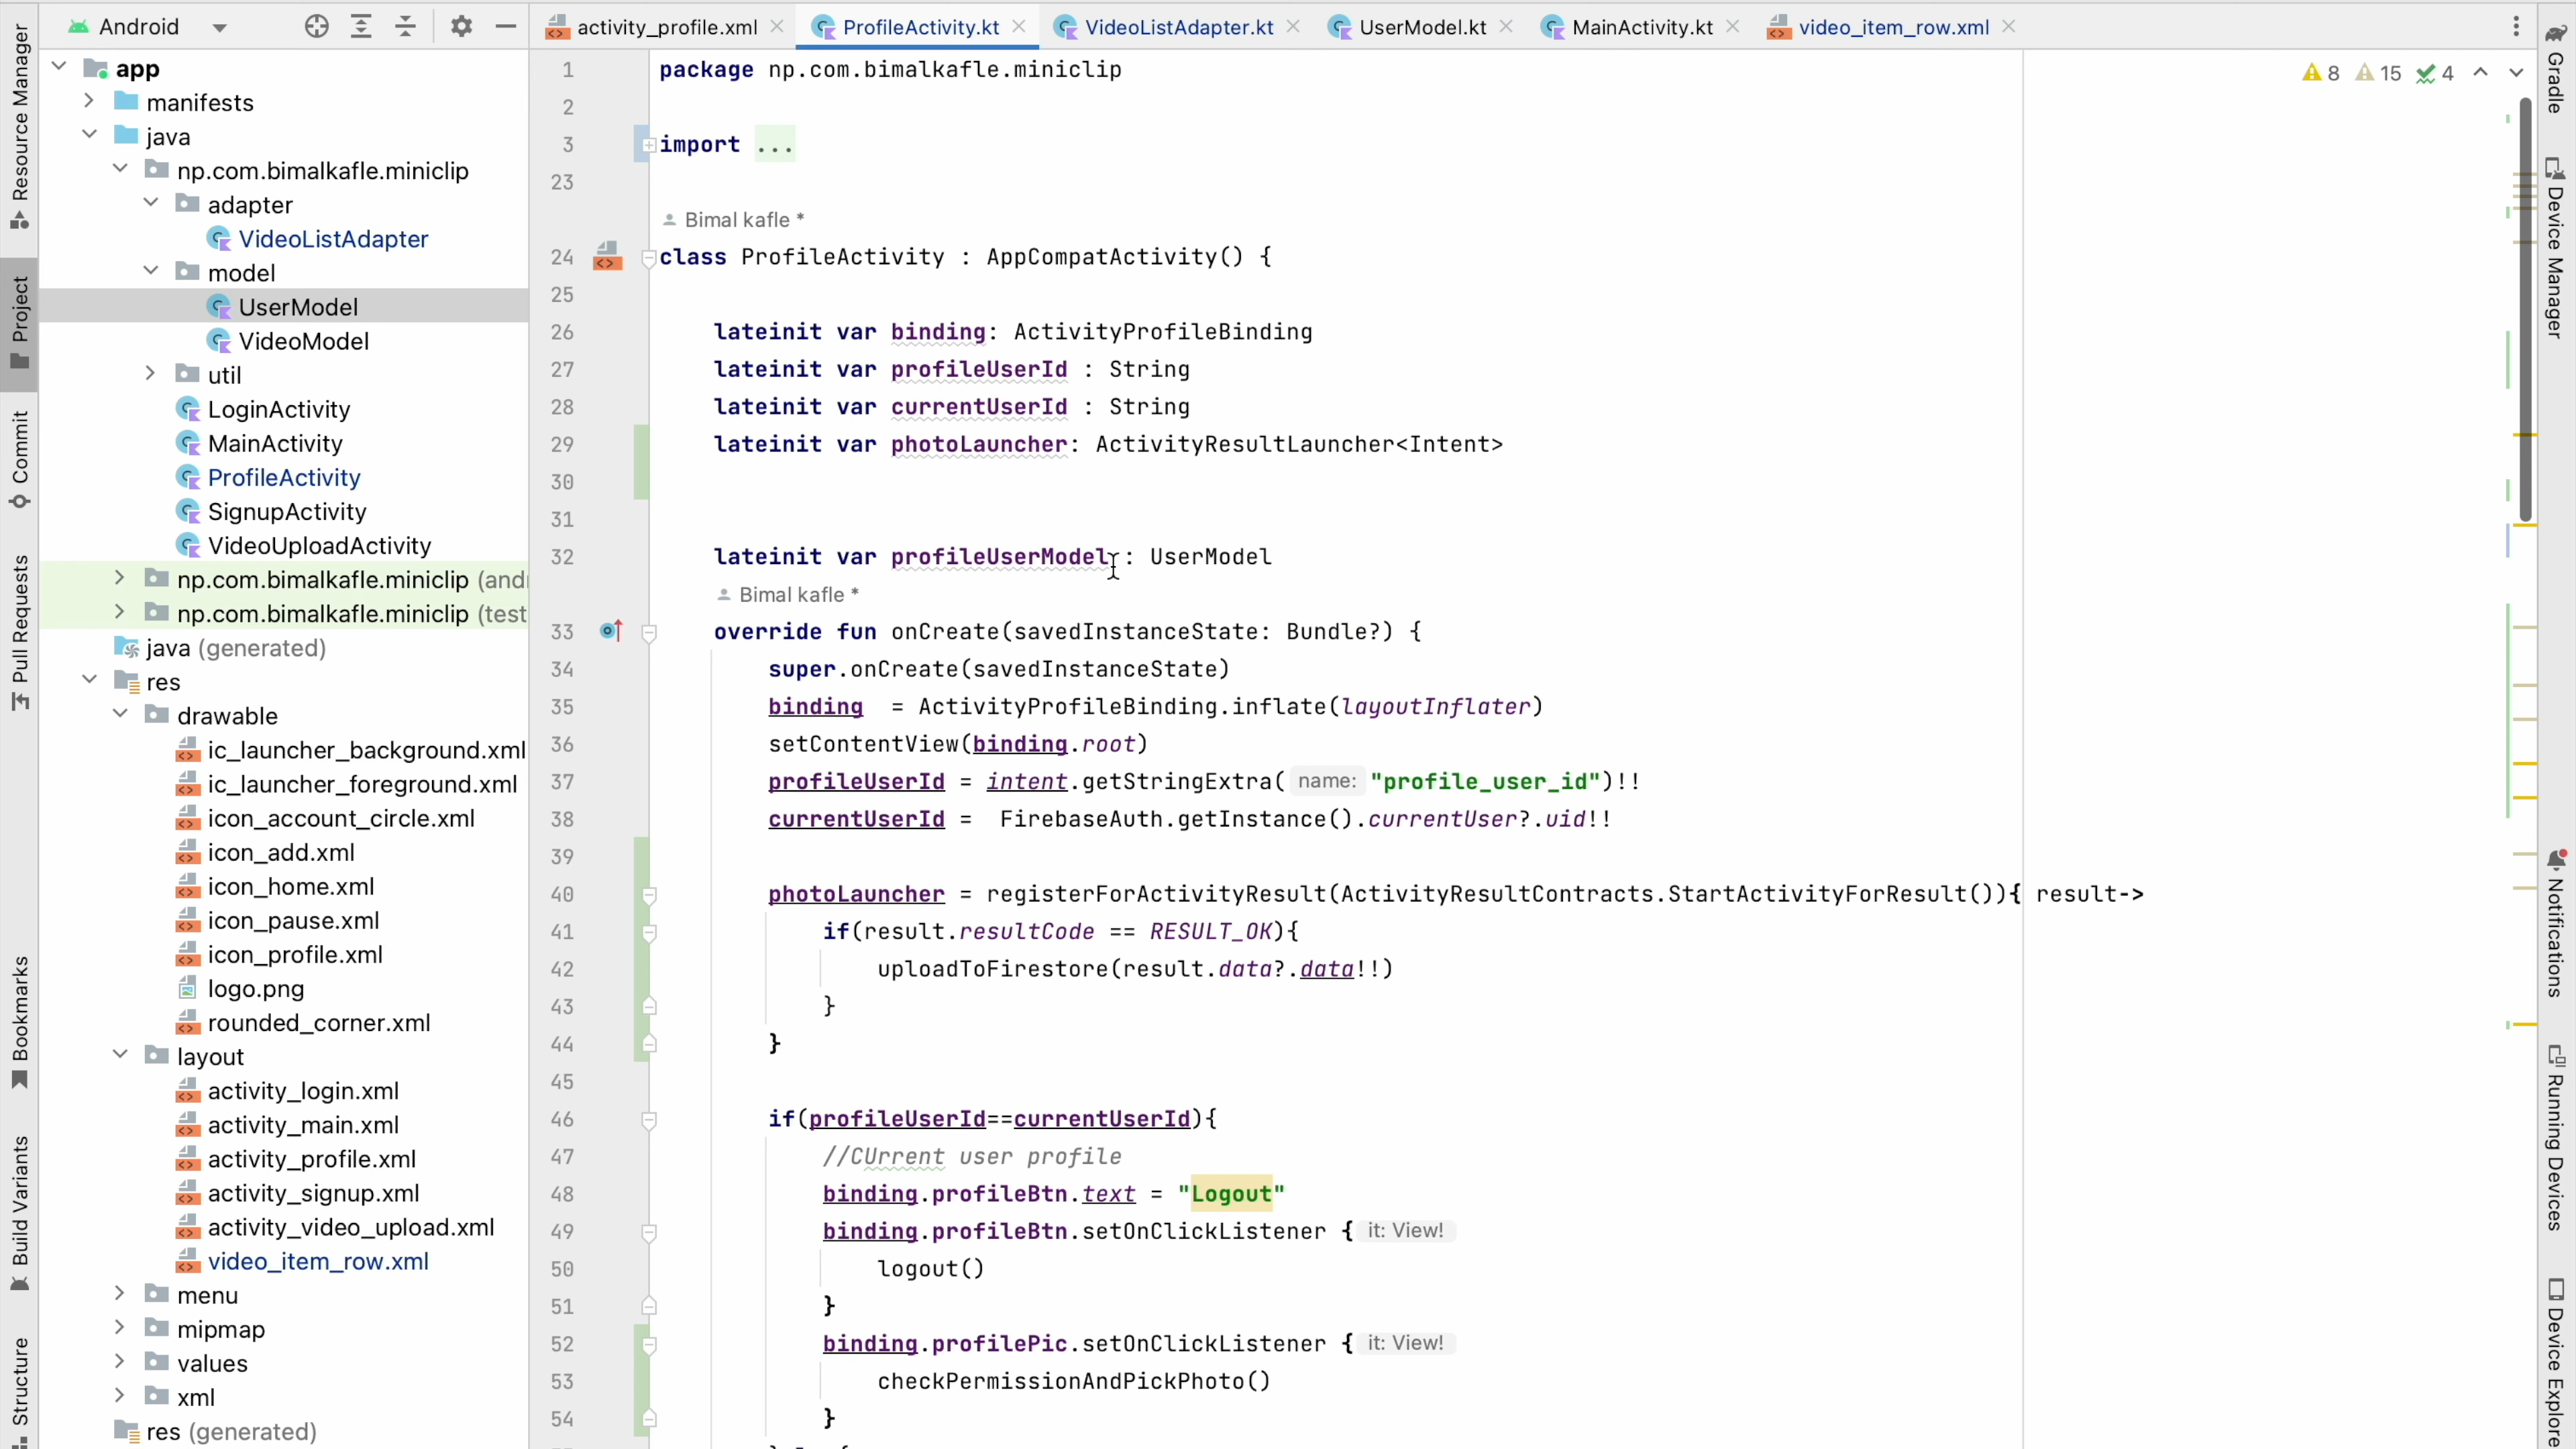 Android
activity_profile.xml
ProfileActivity.kt
VideoListAdapter.kt
UserModel.kt
MainActivity.kt
video_item_row.xml
Resource Manager
Project
Commit
Pull Requests
Bookmarks
Build Variants
Structure
app
manifests
java
np.com.bimalkafle.miniclip
adapter
VideoListAdapter
model
UserModel
VideoModel
util
LoginActivity
MainActivity
ProfileActivity
SignupActivity
VideoUploadActivity
np.com.bimalkafle.miniclip (and
np.com.bimalkafle.miniclip (test
java (generated)
res
drawable
ic_launcher_background.xml
ic_launcher_foreground.xml
icon_account_circle.xml
icon_add.xml
icon_home.xml
icon_pause.xml
icon_profile.xml
logo.png
rounded_corner.xml
layout
activity_login.xml
activity_main.xml
activity_profile.xml
activity_signup.xml
activity_video_upload.xml
video_item_row.xml
menu
mipmap
values
xml
res (generated)
8 15 4
1 package np.com.bimalkafle.miniclip
2
3 import ...
23
Bimal kafle *
24 class ProfileActivity : AppCompatActivity() {
25
26 lateinit var binding: ActivityProfileBinding
27 lateinit var profileUserId : String
28 lateinit var currentUserId : String
29 lateinit var photoLauncher: ActivityResultLauncher<Intent>
30
31
32 lateinit var profileUserModel : UserModel
Bimal kafle *
33 override fun onCreate(savedInstanceState: Bundle?) {
34 super.onCreate(savedInstanceState)
35 binding = ActivityProfileBinding.inflate(layoutInflater)
36 setContentView(binding.root)
37 profileUserId = intent.getStringExtra( name: "profile_user_id")!!
38 currentUserId = FirebaseAuth.getInstance().currentUser?.uid!!
39
40 photoLauncher = registerForActivityResult(ActivityResultContracts.StartActivityForResult()){ result->
41 if(result.resultCode == RESULT_OK){
42 uploadToFirestore(result.data?.data!!)
43 }
44 }
45
46 if(profileUserId==currentUserId){
47 //CUrrent user profile
48 binding.profileBtn.text = "Logout"
49 binding.profileBtn.setOnClickListener { it: View!
50 logout()
51 }
52 binding.profilePic.setOnClickListener { it: View!
53 checkPermissionAndPickPhoto()
54 }
Gradle
Device Manager
Notifications
Running Devices
Device Explore